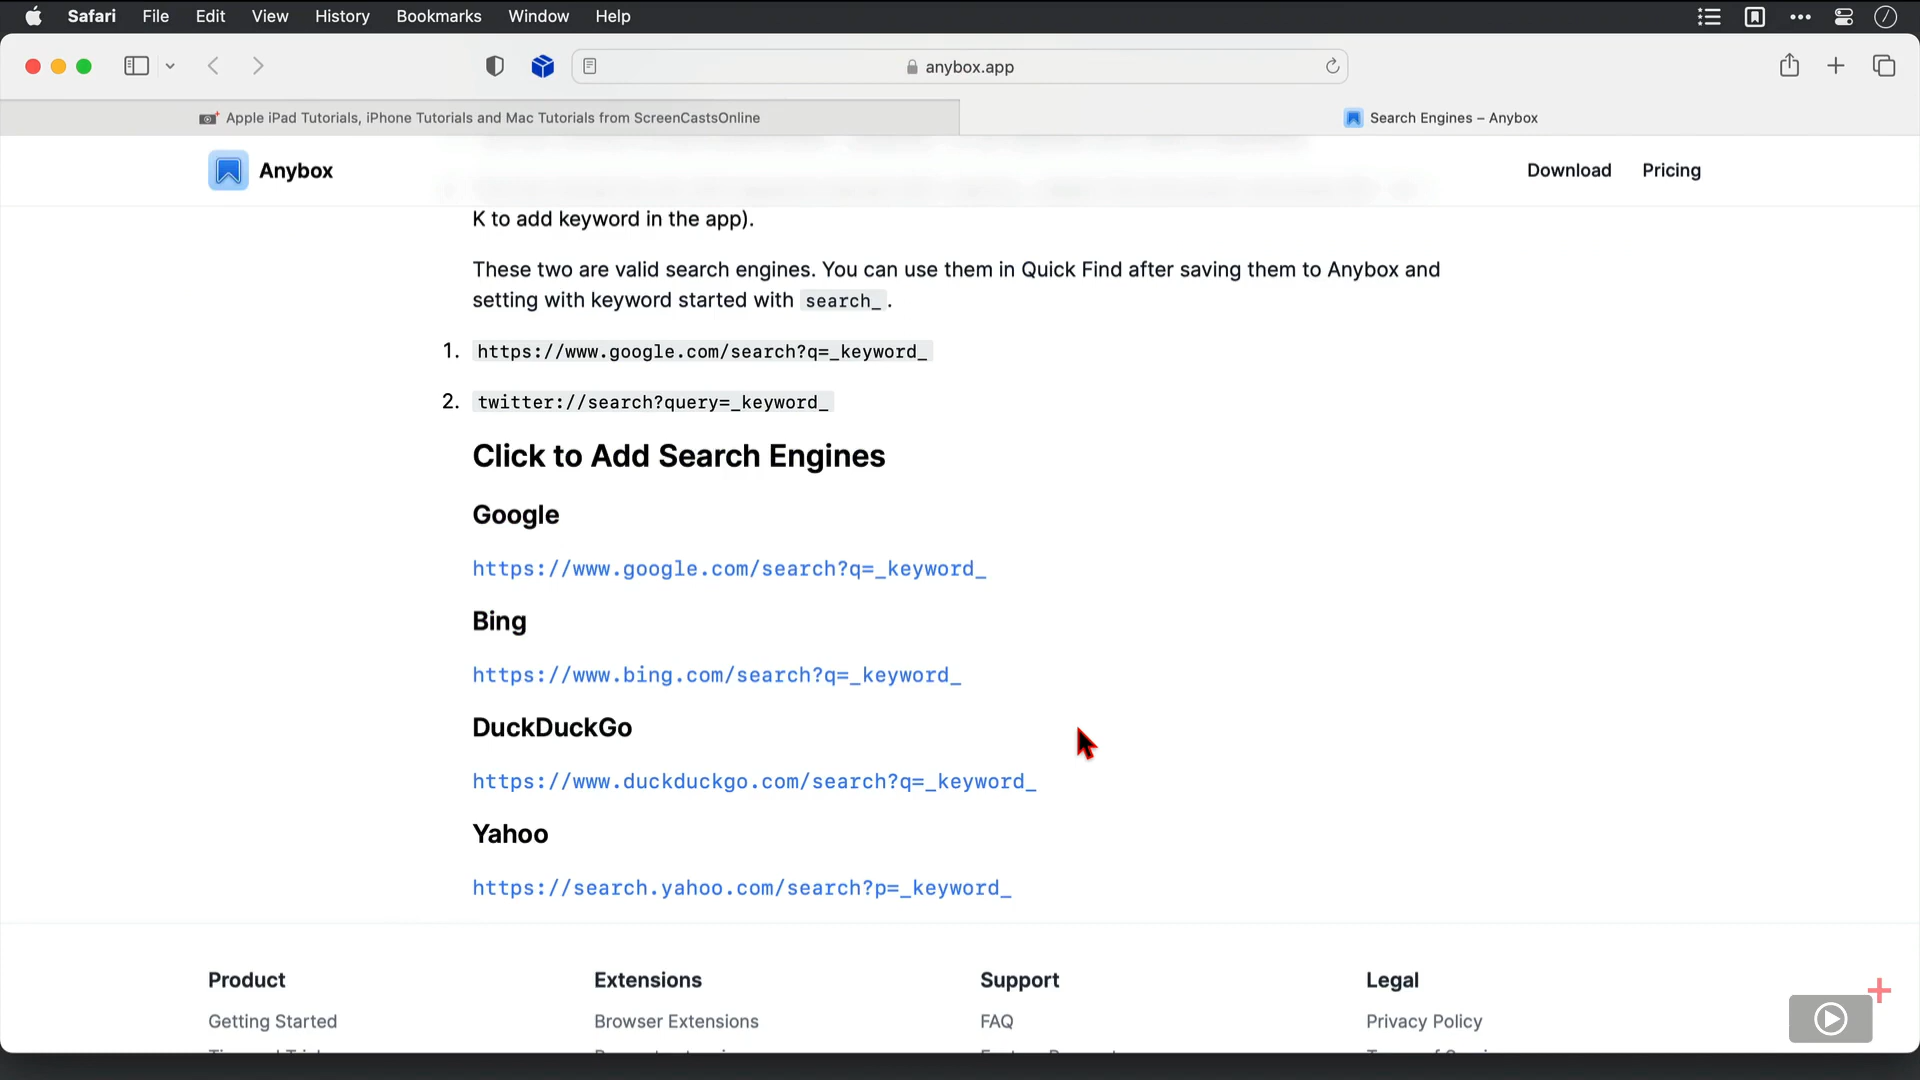 Safari File Edit View History Bookmarks Window Help
anybox.app
Apple iPad Tutorials, iPhone Tutorials and Mac Tutorials from ScreenCastsOnline
Search Engines – Anybox
Anybox
Download Pricing
K to add keyword in the app).
These two are valid search engines. You can use them in Quick Find after saving them to Anybox and
setting with keyword started with search_.
1. https://www.google.com/search?q=_keyword_
2. twitter://search?query=_keyword_
Click to Add Search Engines
Google
https://www.google.com/search?q=_keyword_
Bing
https://www.bing.com/search?q=_keyword_
DuckDuckGo
https://www.duckduckgo.com/search?q=_keyword_
Yahoo
https://search.yahoo.com/search?p=_keyword_
Product Extensions Support Legal
Getting Started Browser Extensions FAQ Privacy Policy